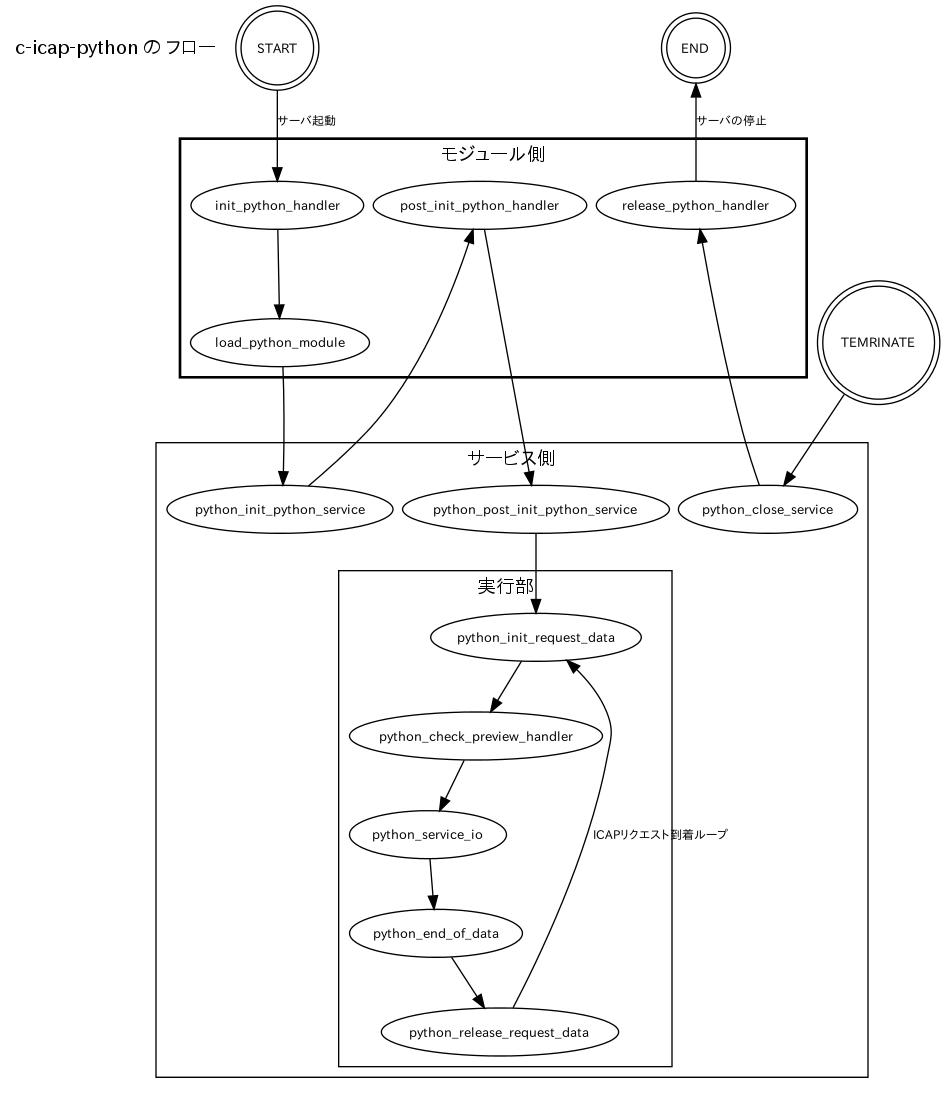 c-icap-python のフロー
START
END
サーバ起動
サーバの停止
モジュール側
init_python_handler
post_init_python_handler
release_python_handler
load_python_module
TEMRINATE
サービス側
python_init_python_service
python_post_init_python_service
python_close_service
実行部
python_init_request_data
python_check_preview_handler
python_service_io
ICAPリクエスト到着ループ
python_end_of_data
python_release_request_data